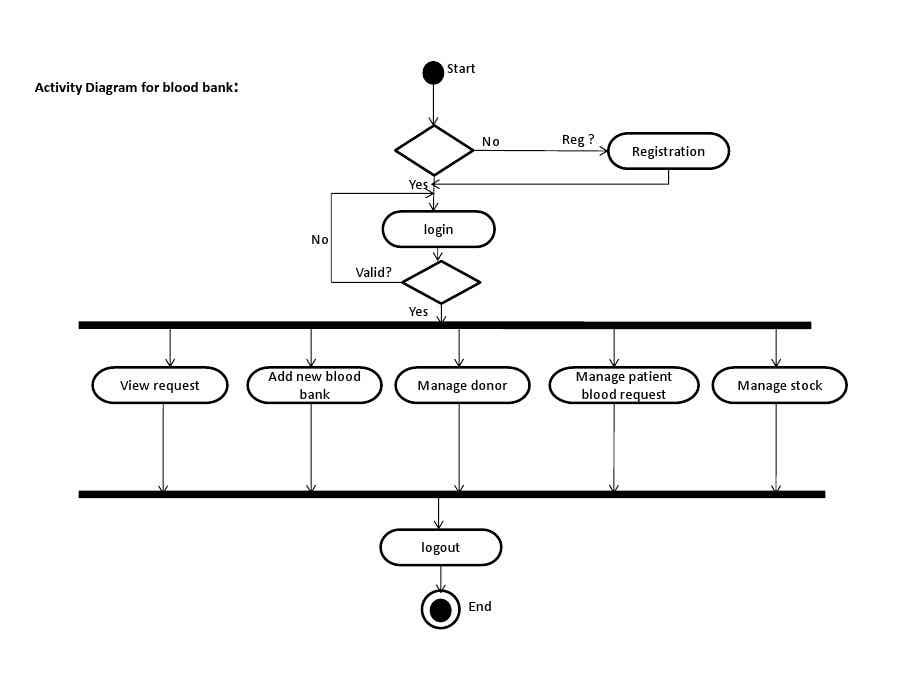 Start
Activity Diagram for blood bank:
No
Reg ?
Registration
Yes
login
No
Valid?
Yes
View request
Add new blood
bank
Manage donor
Manage patient
blood request
Manage stock
logout
End